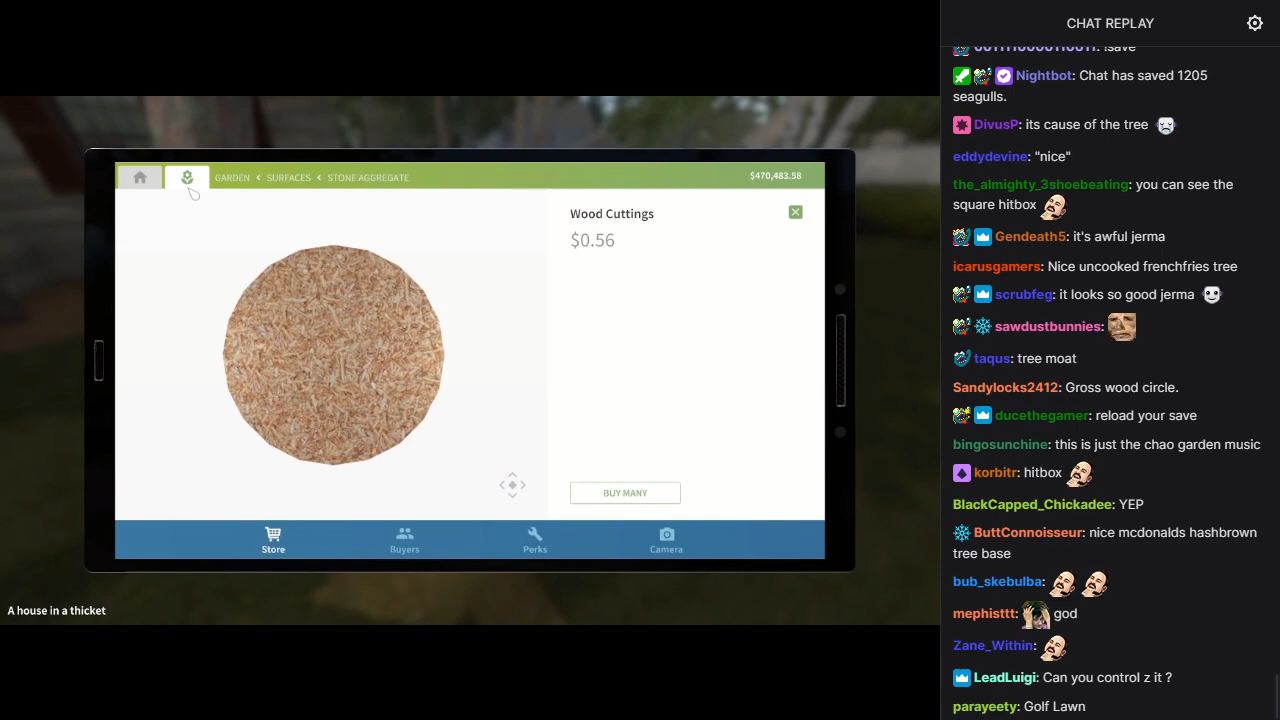 GARDEN < SURFACES < STONE AGGREGATE
$470,483.58
Wood Cuttings
$0.56
BUY MANY
Store
Buyers
Perks
Camera
A house in a thicket
CHAT REPLAY
Nightbot: Chat has saved 1205
seagulls.
DivusP: its cause of the tree
eddydevine: "nice"
the_almighty_3shoebeating: you can see the
square hitbox
Gendeath5: it's awful jerma
icarusgamers: Nice uncooked frenchfries tree
scrubfeg: it looks so good jerma
sawdustbunnies:
taqus: tree moat
Sandylocks2412: Gross wood circle.
ducethegamer: reload your save
bingosunchine: this is just the chao garden music
korbitr: hitbox
BlackCapped_Chickadee: YEP
ButtConnoisseur: nice mcdonalds hashbrown
tree base
bub_skebulba:
mephisttt: god
Zane_Within:
LeadLuigi: Can you control z it ?
parayeety: Golf Lawn